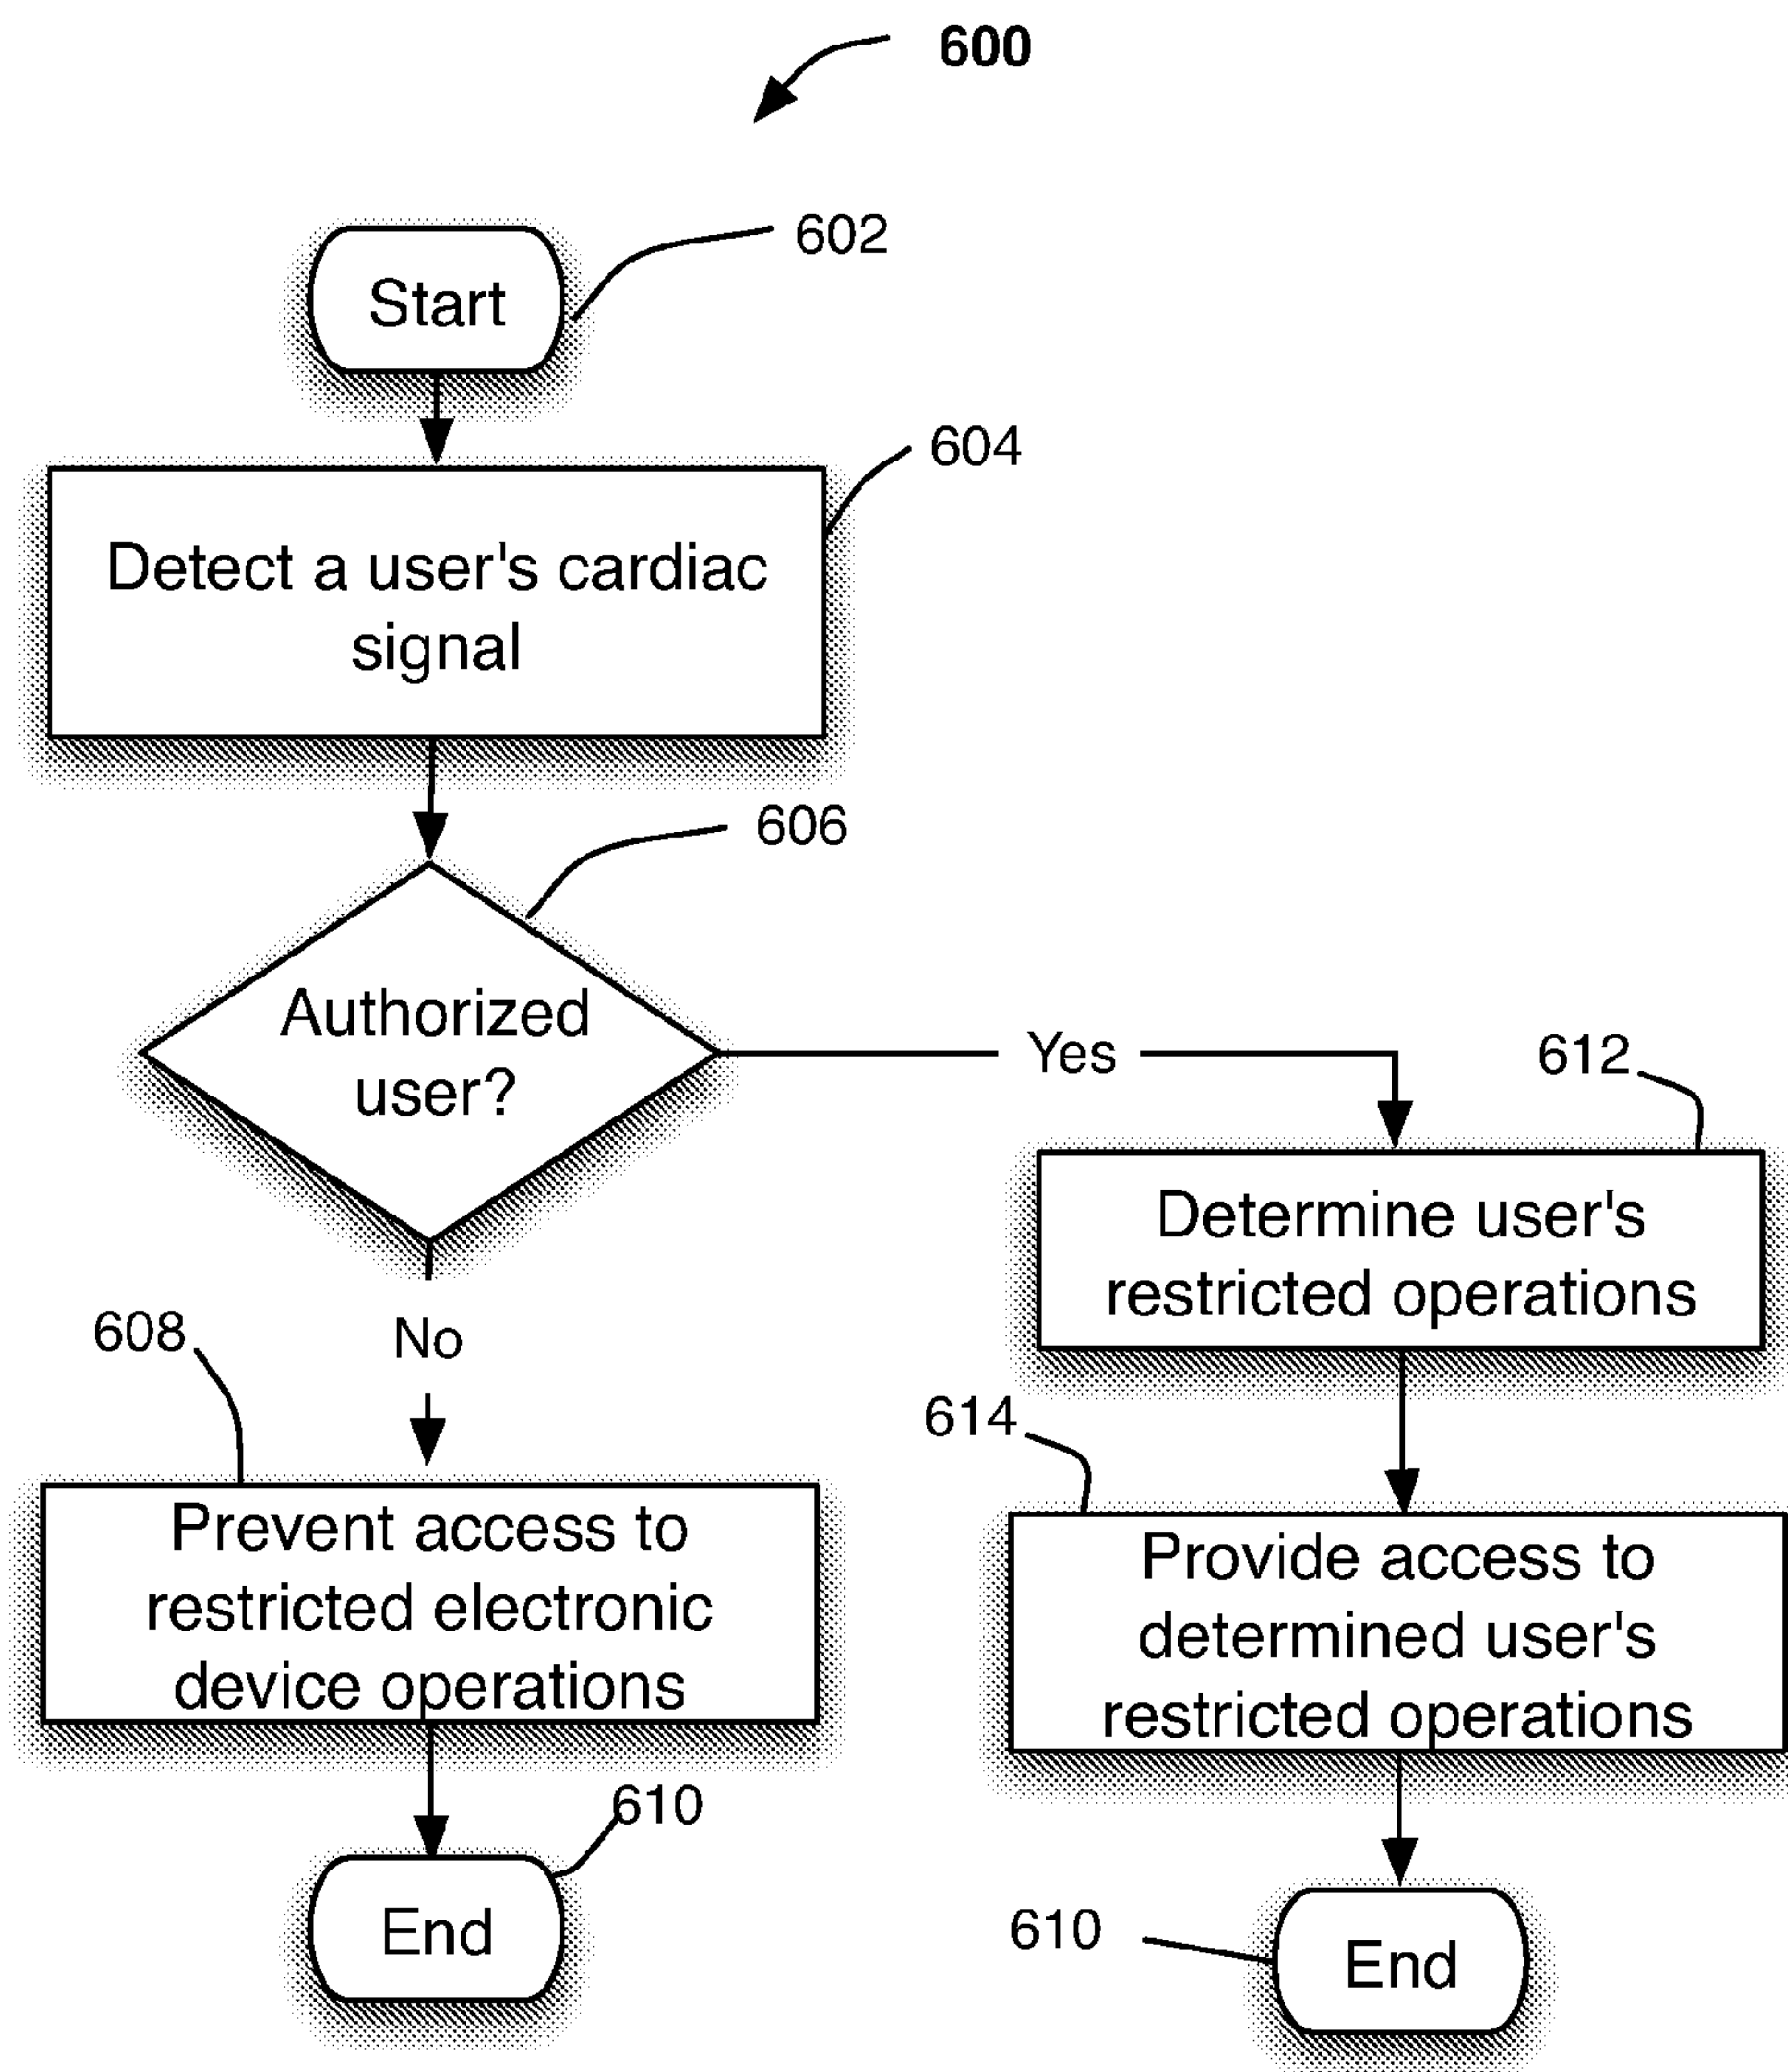 600
602
Start
604
Detect a user's cardiac
signal
606
Authorized
user?
Yes
612
Determine user's
restricted operations
No
608
Prevent access to
restricted electronic
device operations
614
Provide access to
determined user's
restricted operations
610
End
610
End